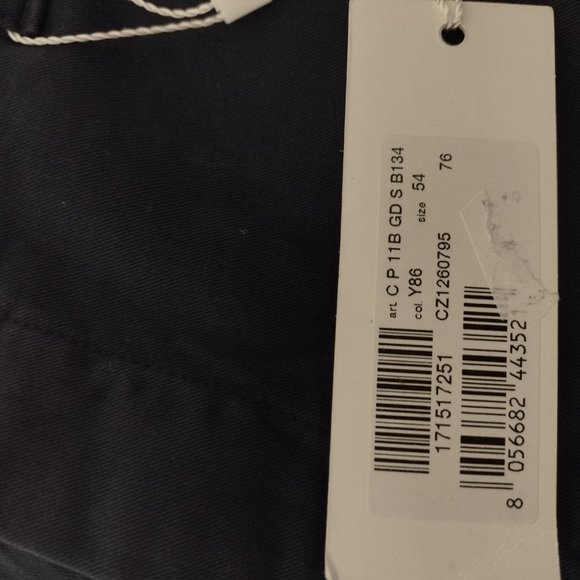 art. C P 11B GD S B134
col. Y86 size 54 76
CZ1260795
171517251
8 056682 44352